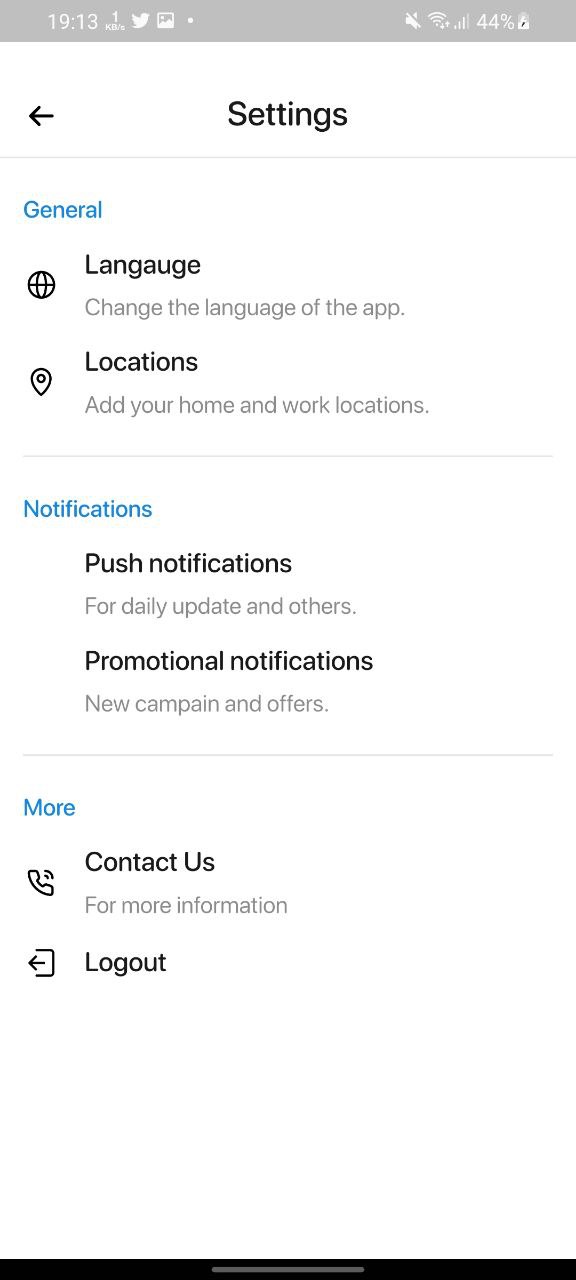 19:13 1 KB/s 44%
Settings
General
Langauge
Change the language of the app.
Locations
Add your home and work locations.
Notifications
Push notifications
For daily update and others.
Promotional notifications
New campain and offers.
More
Contact Us
For more information
Logout